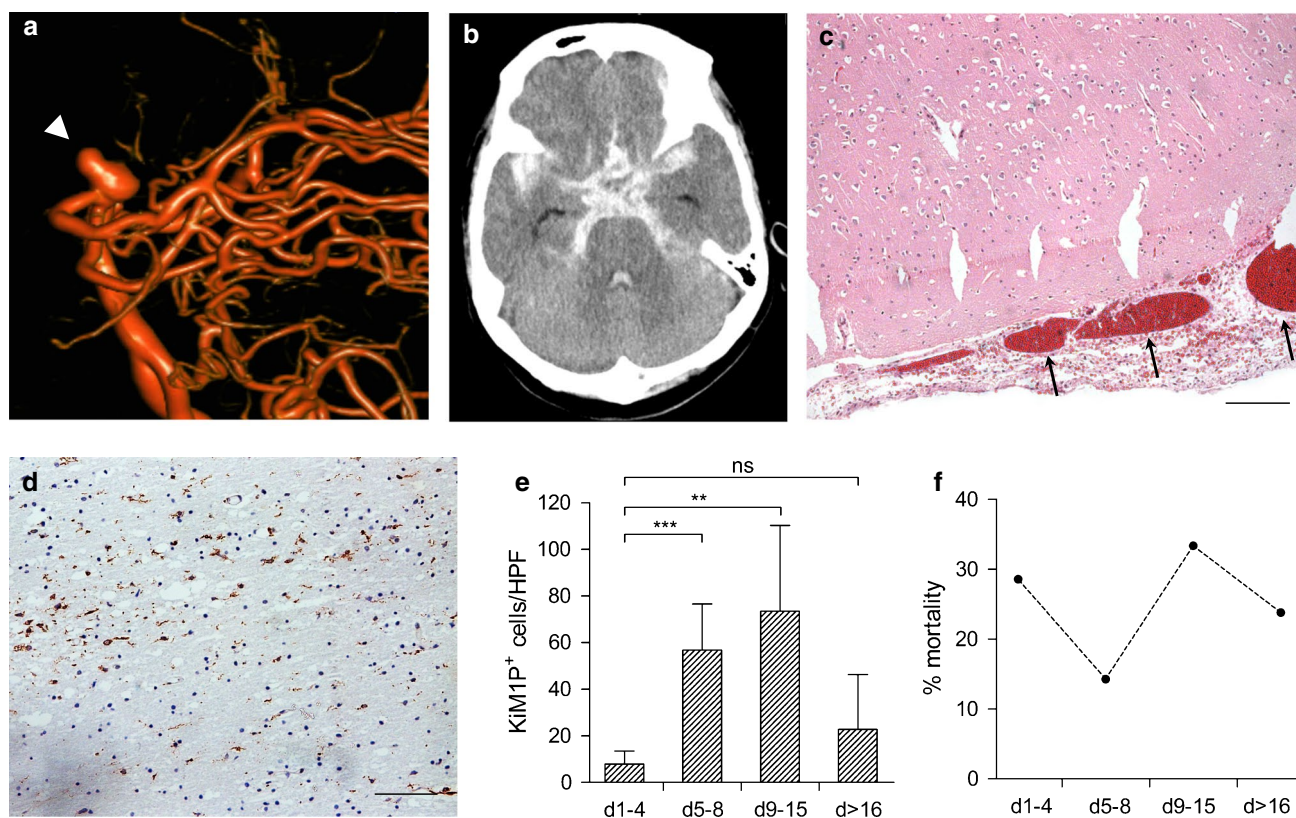 a
b
c
d
e
ns
**
***
KiM1P+ cells/HPF
120
100
80
60
40
20
0
d1-4
d5-8
d9-15
d>16
f
% mortality
40
30
20
10
0
d1-4
d5-8
d9-15
d>16